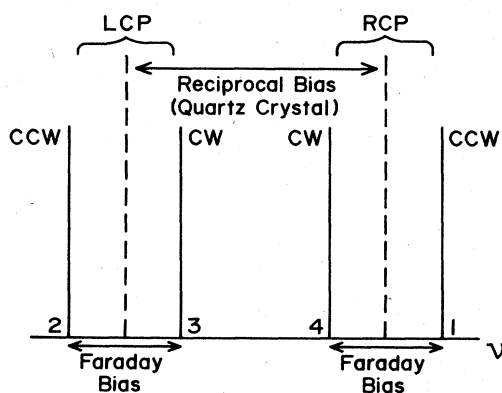 LCP RCP
Reciprocal Bias
(Quartz Crystal)
CCW CW CW CCW
2 3 4 1 ν
Faraday Faraday
Bias Bias